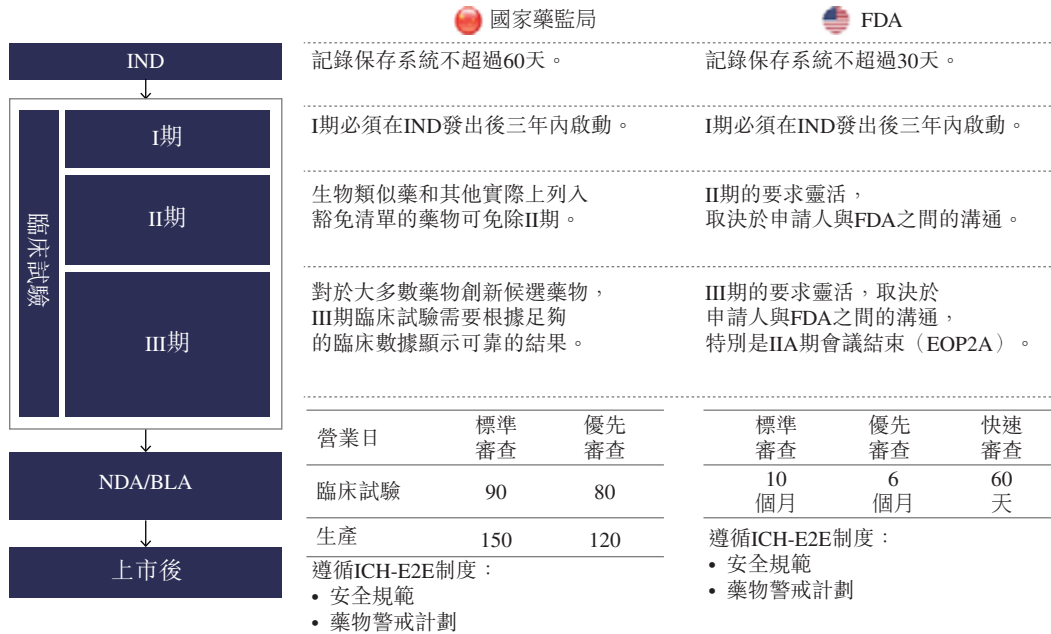 國家藥監局
FDA
IND
記錄保存系統不超過60天。
記錄保存系統不超過30天。
臨床試驗
I期
I期必須在IND發出後三年內啟動。
I期必須在IND發出後三年內啟動。
II期
生物類似藥和其他實際上列入
豁免清單的藥物可免除II期。
II期的要求靈活，
取決於申請人與FDA之間的溝通。
III期
對於大多數藥物創新候選藥物，
III期臨床試驗需要根據足夠
的臨床數據顯示可靠的結果。
III期的要求靈活，取決於
申請人與FDA之間的溝通，
特別是IIA期會議結束（EOP2A）。
NDA/BLA
營業日
標準
審查
優先
審查
臨床試驗
90
80
生產
150
120
標準
審查
優先
審查
快速
審查
10
個月
6
個月
60
天
上市後
遵循ICH-E2E制度：
• 安全規範
• 藥物警戒計劃
遵循ICH-E2E制度：
• 安全規範
• 藥物警戒計劃